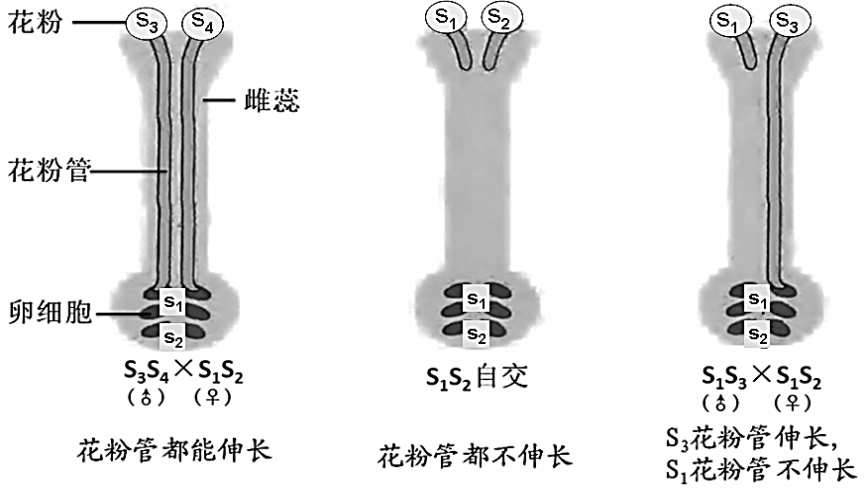 花粉
S₃ S₄
雌蕊
花粉管
卵细胞
s₁
s₂
S₃S₄×S₁S₂
(♂) (♀)
花粉管都能伸长
S₁ S₂
s₁
s₂
S₁S₂自交
花粉管都不伸长
S₁ S₃
s₁
s₂
S₁S₃×S₁S₂
(♂) (♀)
S₃花粉管伸长，
S₁花粉管不伸长